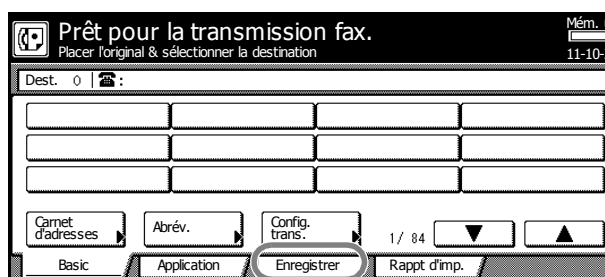 Prêt pour la transmission fax.
Mém.
Placer l'original & sélectionner la destination
11-10-
Dest. 0 :
Carnet d'adresses
Abrév.
Config. trans.
1/ 84
Basic
Application
Enregistrer
Rappt d'imp.